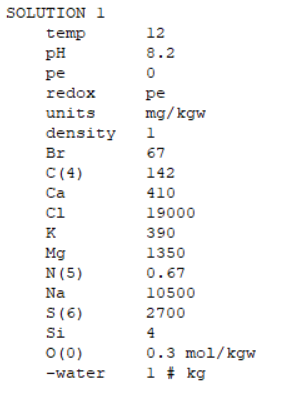 SOLUTION 1
temp 12
pH 8.2
pe 0
redox pe
units mg/kgw
density 1
Br 67
C(4) 142
Ca 410
Cl 19000
K 390
Mg 1350
N(5) 0.67
Na 10500
S(6) 2700
Si 4
O(0) 0.3 mol/kgw
-water 1 # kg